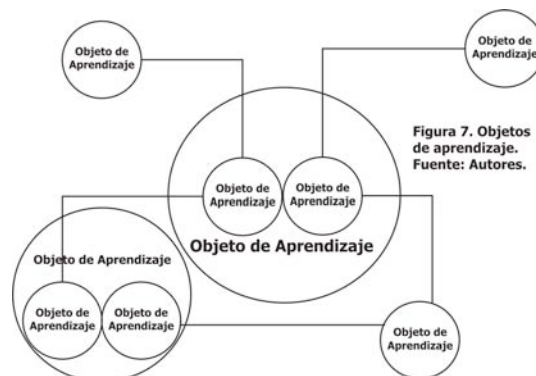 Objeto de
Aprendizaje
Objeto de
Aprendizaje
Figura 7. Objetos
de aprendizaje.
Fuente: Autores.
Objeto de
Aprendizaje
Objeto de
Aprendizaje
Objeto de Aprendizaje
Objeto de Aprendizaje
Objeto de
Aprendizaje
Objeto de
Aprendizaje
Objeto de
Aprendizaje